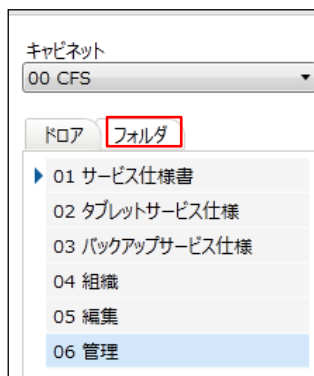 キャビネット
00 CFS
ドロア フォルダ
01 サービス仕様書
02 タブレットサービス仕様
03 バックアップサービス仕様
04 組織
05 編集
06 管理